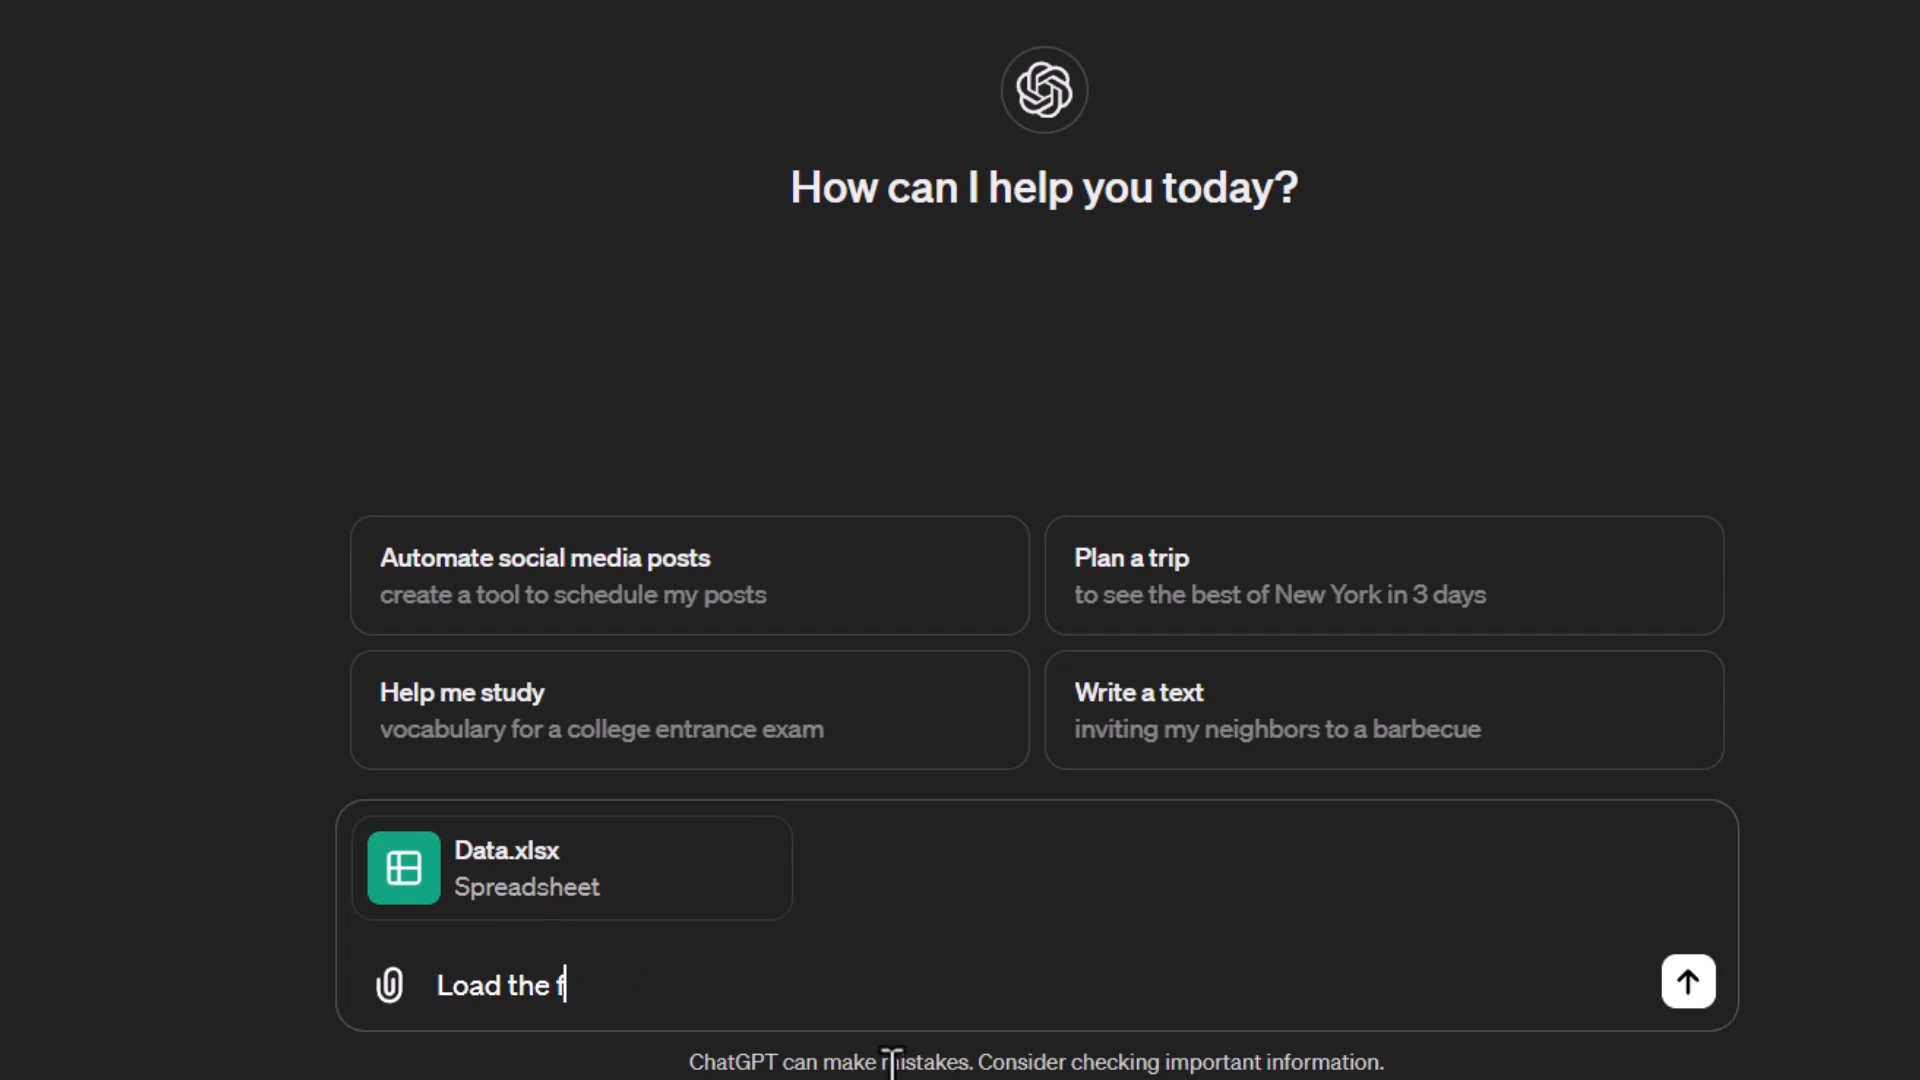 How can I help you today?
Automate social media posts
create a tool to schedule my posts
Plan a trip
to see the best of New York in 3 days
Help me study
vocabulary for a college entrance exam
Write a text
inviting my neighbors to a barbecue
Data.xlsx
Spreadsheet
Load the f
ChatGPT can make mistakes. Consider checking important information.